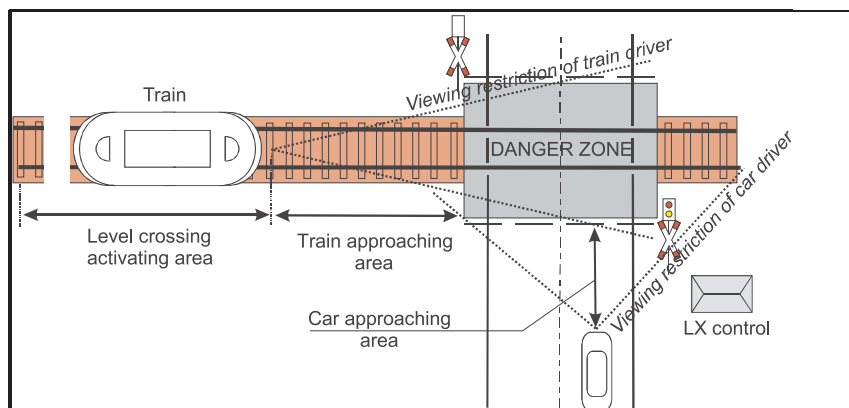 Viewing restriction of train driver
Train
DANGER ZONE
Viewing restriction of car driver
Level crossing
activating area
Train approaching
area
Car approaching
area
LX control